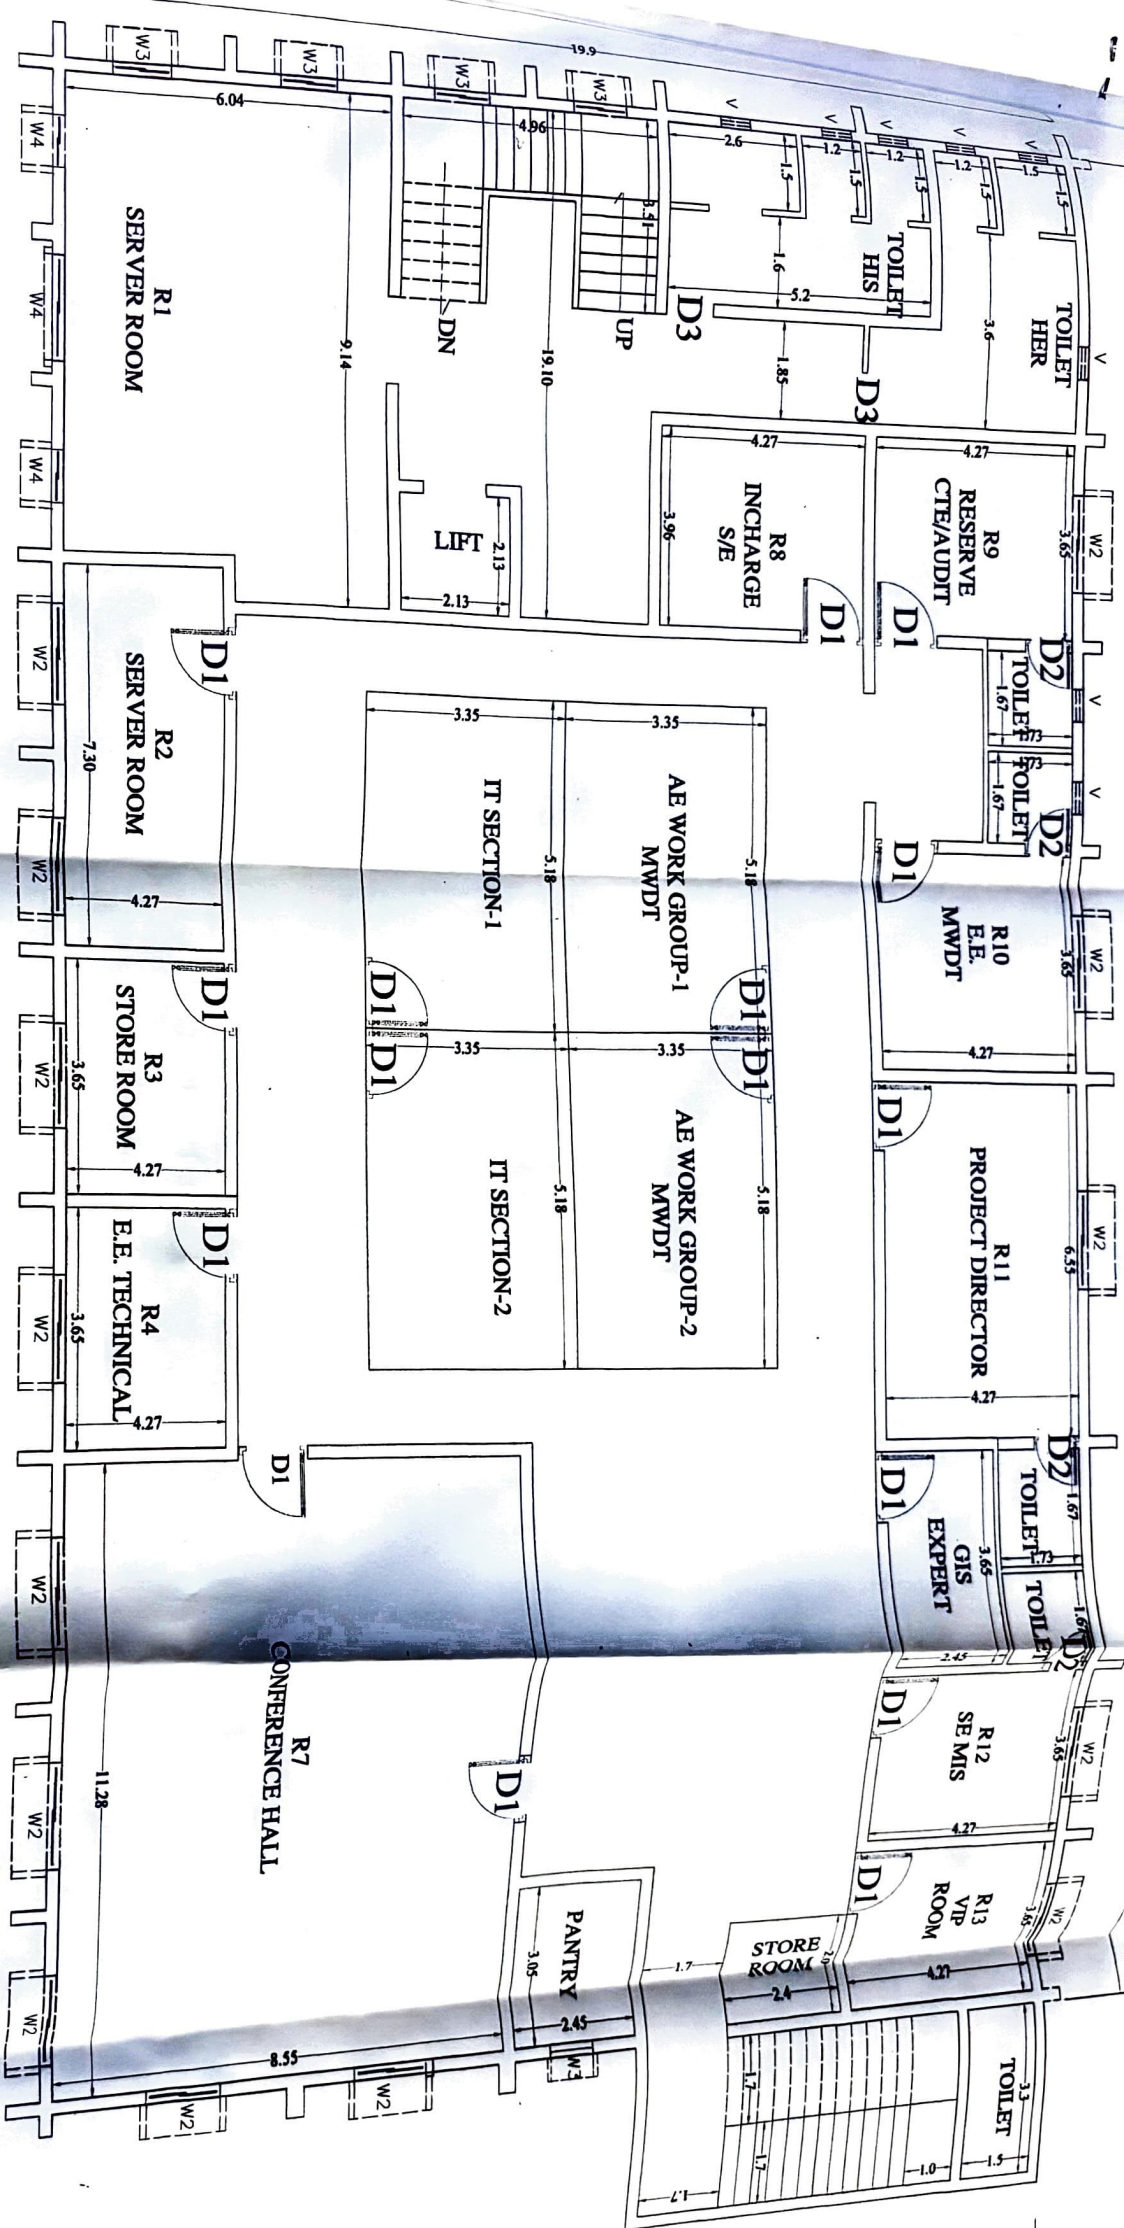 19.9
W3
W3
W3
W3
V
V
V
V
V
6.04
4.96
2.6
1.2
1.2
1.2
1.5
1.5
1.5
1.5
1.5
1.5
3.51
W4
W4
W4
R1
SERVER ROOM
9.14
DN
UP
19.10
D3
1.6
5.2
TOILET
HIS
1.85
D3
3.6
TOILET
HER
V
LIFT
2.13
2.13
4.27
3.96
R8
INCHARGE
S/E
D1
4.27
R9
RESERVE
CTE/AUDIT
3.65
W2
D1
D2
TOILET
1.67
1.73
V
TOILET
1.67
1.73
V
D2
W2
R2
SERVER ROOM
7.30
4.27
D1
W2
3.35
3.35
IT SECTION-1
5.18
AE WORK GROUP-1
MWDT
5.18
D1
D1
D1
R10
E.E.
MWDT
3.65
4.27
W2
W2
R3
STORE ROOM
3.65
4.27
D1
D1
D1
3.35
3.35
IT SECTION-2
5.18
AE WORK GROUP-2
MWDT
5.18
D1
R11
PROJECT DIRECTOR
6.55
4.27
W2
W2
R4
E.E. TECHNICAL
3.65
4.27
D1
D1
D1
GIS
EXPERT
3.65
2.45
D2
TOILET
1.67
1.73
TOILET
1.67
D2
W2
R7
CONFERENCE HALL
11.28
8.55
D1
D1
R12
SE MIS
3.65
4.27
W2
W2
D1
R13
VIP
ROOM
3.65
4.27
W2
PANTRY
3.05
2.45
W3
1.7
STORE
ROOM
2.4
W2
W2
W2
1.7
1.7
1.7
1.0
TOILET
3.3
1.5